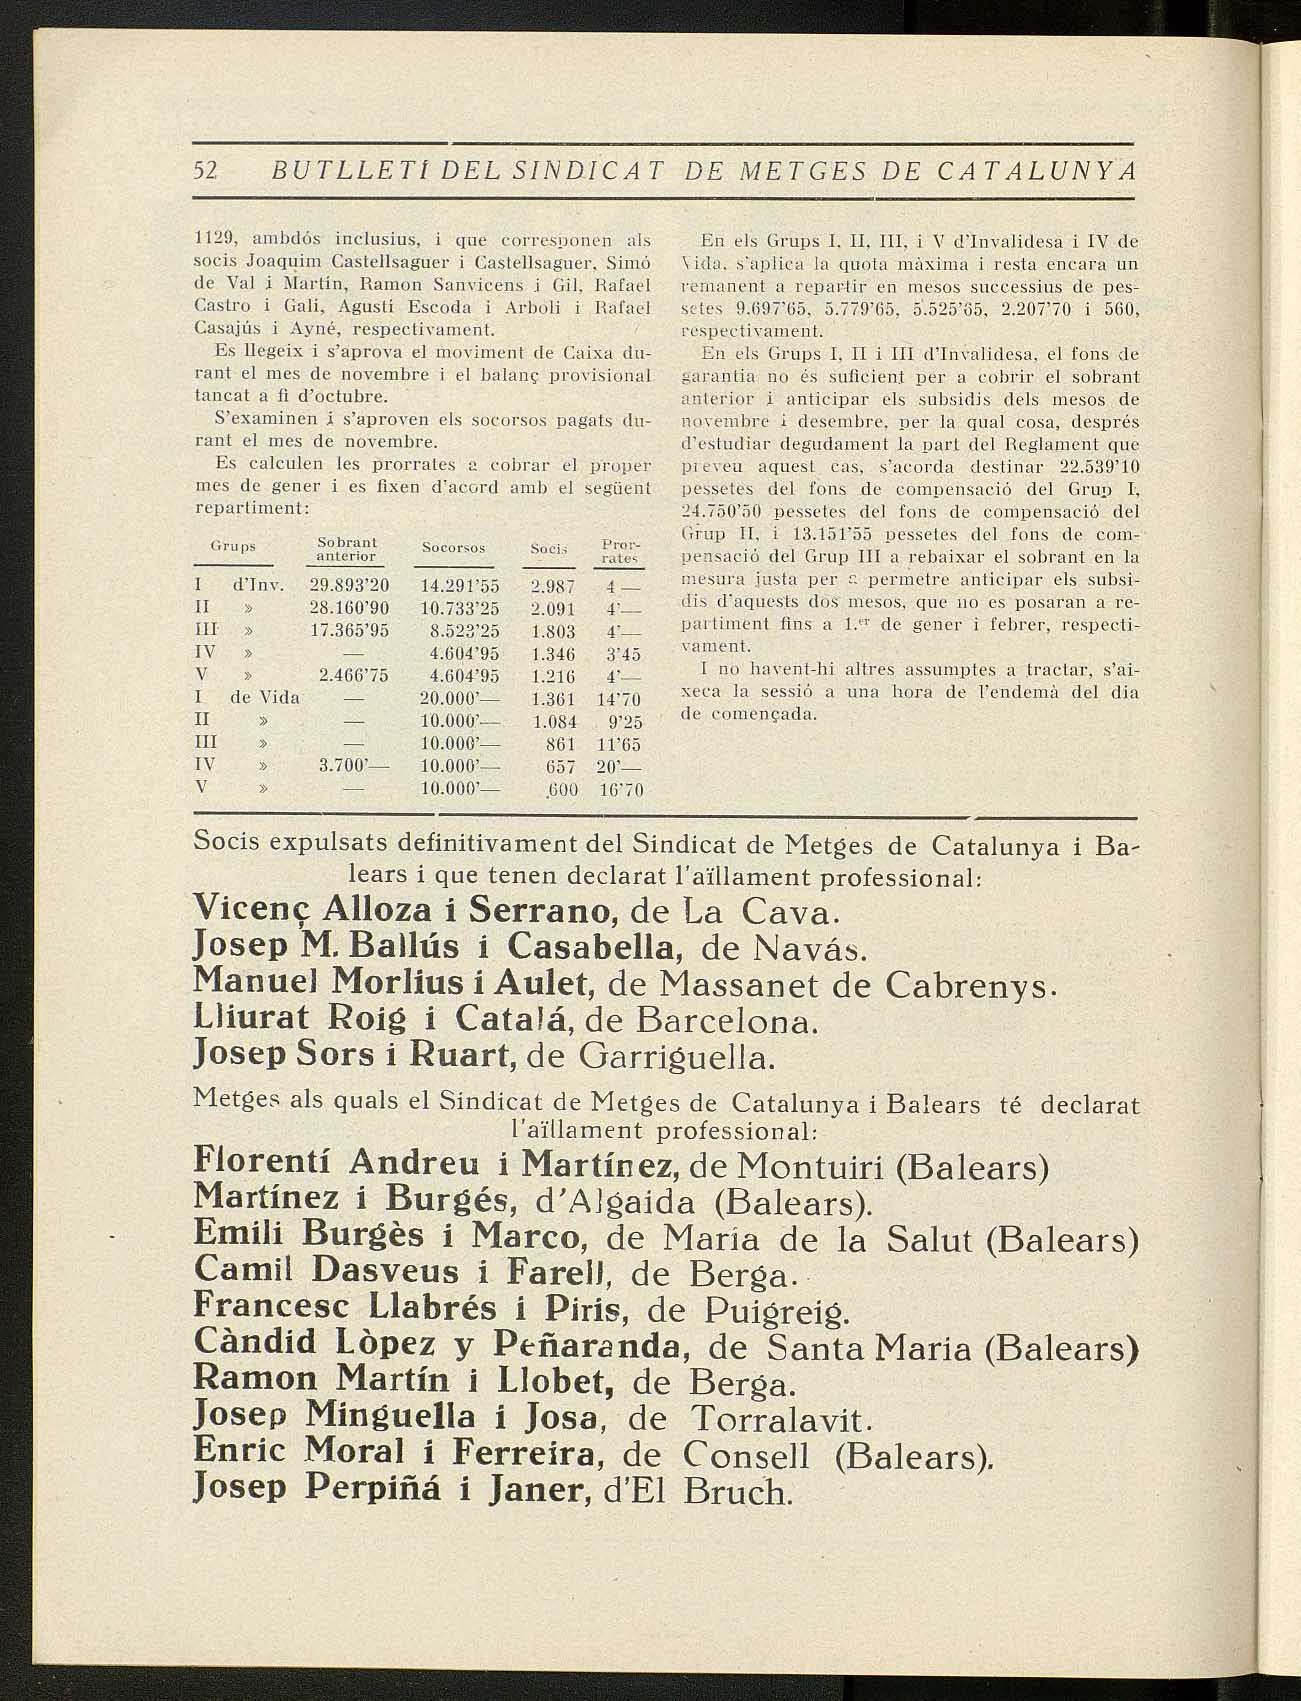 52 BUTLLETÍ DEL SINDICAT DE METGES DE CATALUNYA
1129, ambdós inclusius, i que corresponen als
socis Joaquim Castellsaguer i Castellsaguer, Simó
de Val i Martín, Ramon Sanvicens i Gil, Rafael
Castro i Galí, Agustí Escoda i Arboli i Rafael
Casajús i Ayné, respectivament.
Es llegeix i s'aprova el moviment de Caixa du-
rant el mes de novembre i el balanç provisional
tancat a fi d'octubre.
S'examinen i s'aproven els socorsos pagats du-
rant el mes de novembre.
Es calculen les prorrates a cobrar el proper
mes de gener i es fixen d'acord amb el següent
repartiment:
Grups Sobrant anterior Socorsos Socis Pror-rates
I d'Inv. 29.893'20 14.291'55 2.987 4 —
II » 28.160'90 10.733'25 2.091 4'—
III » 17.365'95 8.523'25 1.803 4'—
IV » — 4.604'95 1.346 3'45
V » 2.466'75 4.604'95 1.216 4'—
I de Vida — 20.000'— 1.361 14'70
II » — 10.000'— 1.084 9'25
III » — 10.000'— 861 11'65
IV » 3.700'— 10.000'— 657 20'—
V » — 10.000'— 600 16'70
En els Grups I, II, III, i V d'Invalidesa i IV de
Vida, s'aplica la quota màxima i resta encara un
remanent a repartir en mesos successius de pes-
setes 9.697'65, 5.779'65, 5.525'65, 2.207'70 i 560,
respectivament.
En els Grups I, II i III d'Invalidesa, el fons de
garantia no és suficient per a cobrir el sobrant
anterior i anticipar els subsidis dels mesos de
novembre i desembre, per la qual cosa, després
d'estudiar degudament la part del Reglament que
preveu aquest cas, s'acorda destinar 22.539'10
pessetes del fons de compensació del Grup I,
24.750'50 pessetes del fons de compensació del
Grup II, i 13.151'55 pessetes del fons de com-
pensació del Grup III a rebaixar el sobrant en la
mesura justa per a permetre anticipar els subsi-
dis d'aquests dos mesos, que no es posaran a re-
partiment fins a 1.er de gener i febrer, respecti-
vament.
I no havent-hi altres assumptes a tractar, s'ai-
xeca la sessió a una hora de l'endemà del dia
de començada.
Socis expulsats definitivament del Sindicat de Metges de Catalunya i Ba-
lears i que tenen declarat l'aïllament professional:
Vicenç Alloza i Serrano, de La Cava.
Josep M. Ballús i Casabella, de Navás.
Manuel Morlius i Aulet, de Massanet de Cabrenys.
Lliurat Roig i Catalá, de Barcelona.
Josep Sors i Ruart, de Garriguella.
Metges als quals el Sindicat de Metges de Catalunya i Balears té declarat
l'aïllament professional:
Florentí Andreu i Martínez, de Montuiri (Balears)
Martínez i Burgés, d'Algaida (Balears).
Emili Burgès i Marco, de María de la Salut (Balears)
Camil Dasveus i Farell, de Berga.
Francesc Llabrés i Piris, de Puigreig.
Càndid Lòpez y Peñaranda, de Santa Maria (Balears)
Ramon Martín i Llobet, de Berga.
Josep Minguella i Josa, de Torralavit.
Enric Moral i Ferreira, de Consell (Balears).
Josep Perpiñá i Janer, d'El Bruch.